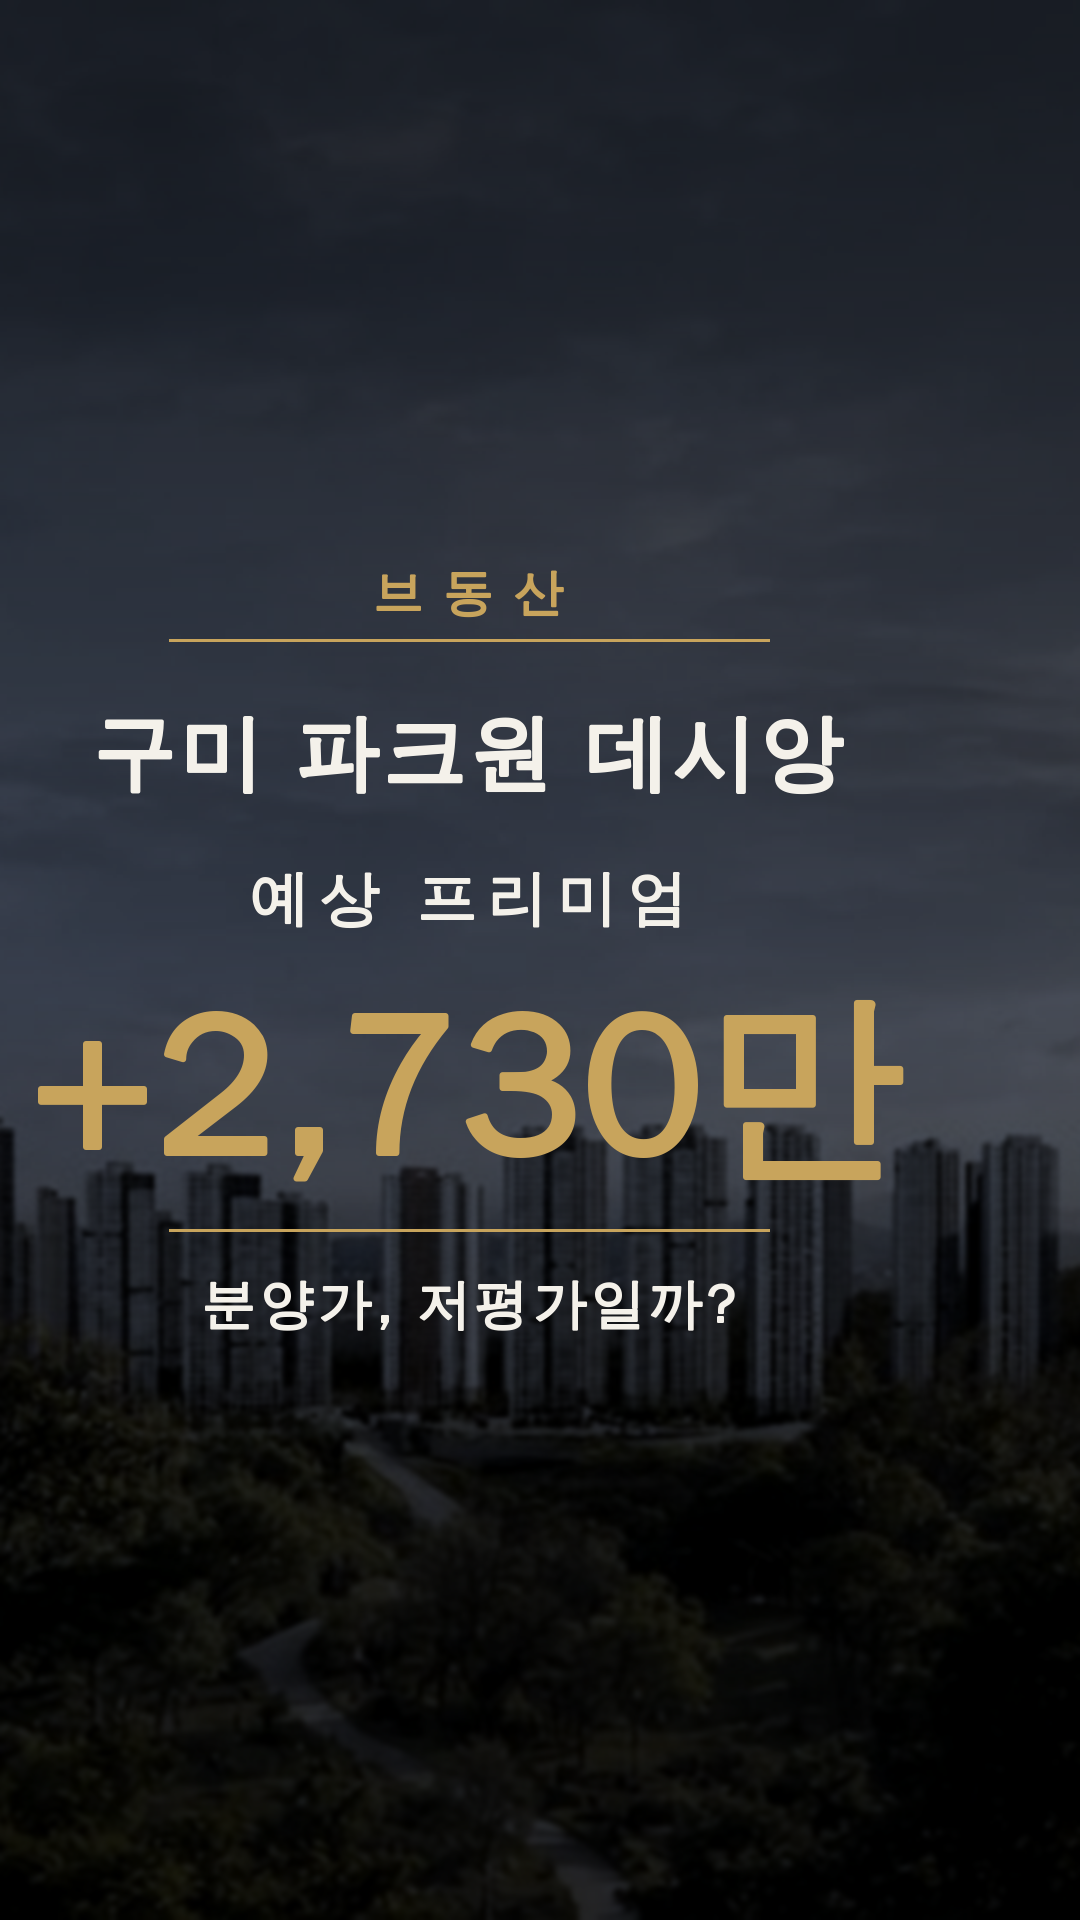 브동산
구미 파크원 데시앙
예상 프리미엄
+2,730만
분양가, 저평가일까?